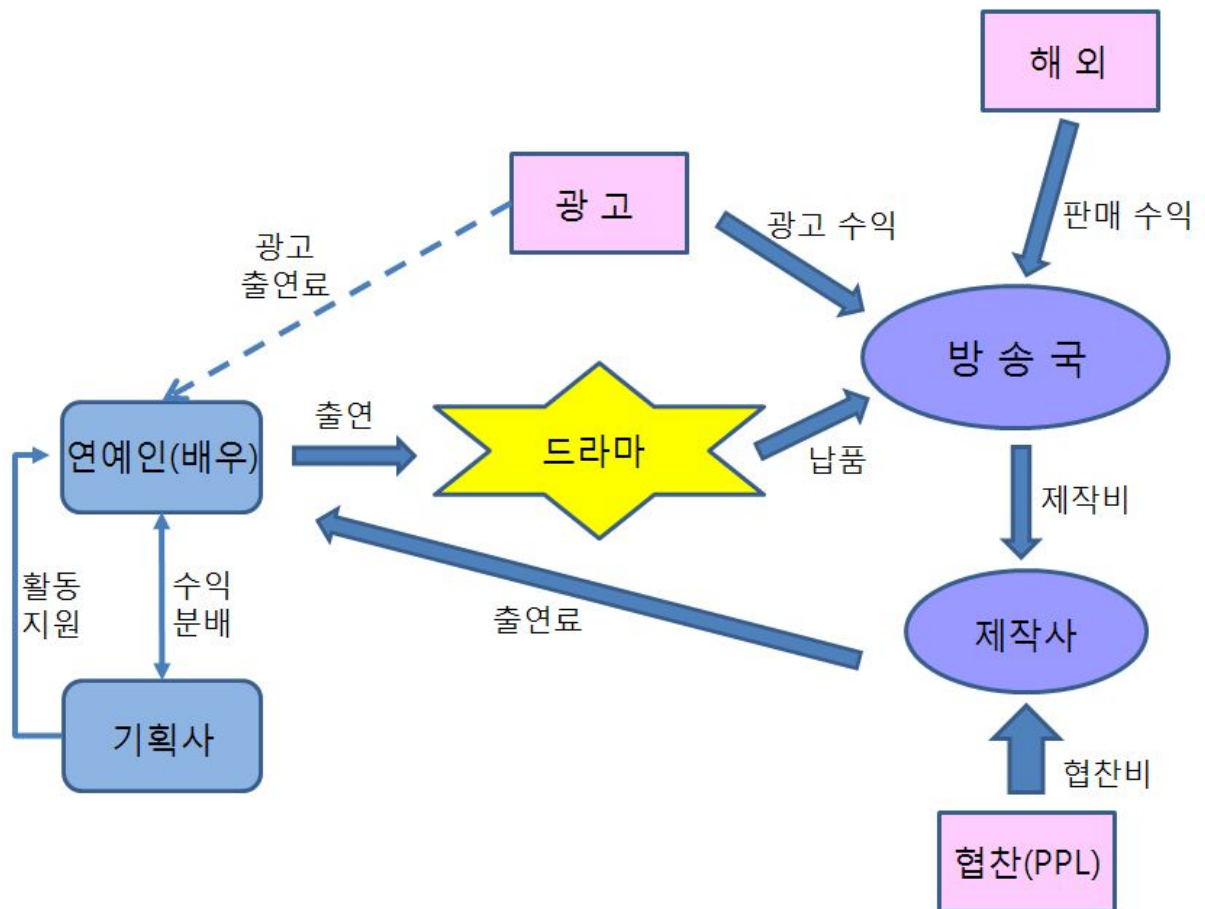 해 외
광 고
광고 수익
판매 수익
광고
출연료
방 송 국
출연
연예인(배우)
드라마
납품
제작비
활동
지원
수익
분배
출연료
제작사
기획사
협찬비
협찬(PPL)